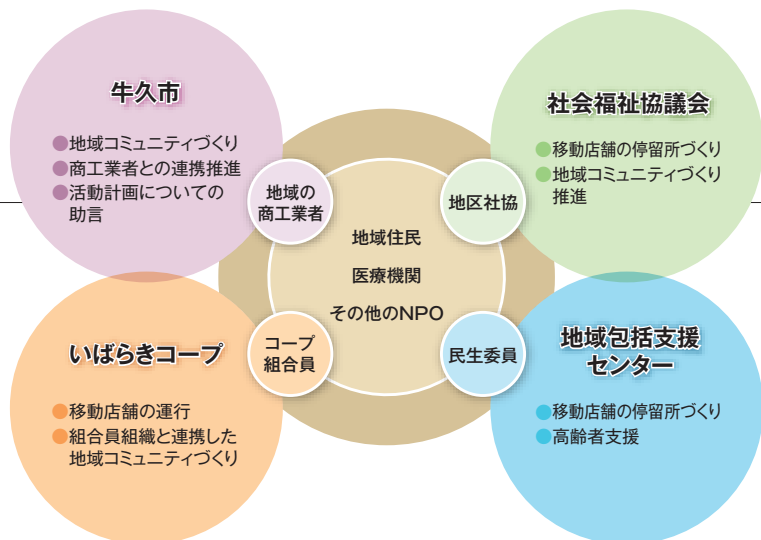 牛久市
●地域コミュニティづくり
●商工業者との連携推進
●活動計画についての
助言
社会福祉協議会
●移動店舗の停留所づくり
●地域コミュニティづくり
推進
地域の
商工業者
地区社協
地域住民
医療機関
その他のNPO
コープ
組合員
民生委員
いばらきコープ
●移動店舗の運行
●組合員組織と連携した
地域コミュニティづくり
地域包括支援
センター
●移動店舗の停留所づくり
●高齢者支援